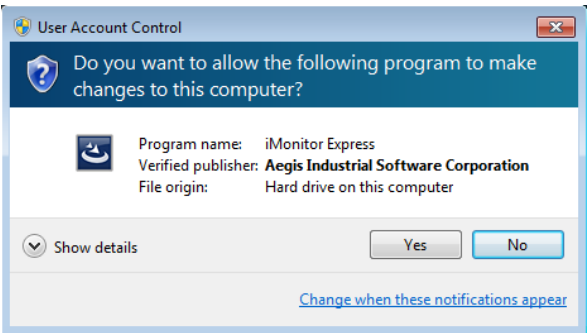 User Account Control
Do you want to allow the following program to make
changes to this computer?
Program name: iMonitor Express
Verified publisher: Aegis Industrial Software Corporation
File origin: Hard drive on this computer
Show details
Yes
No
Change when these notifications appear